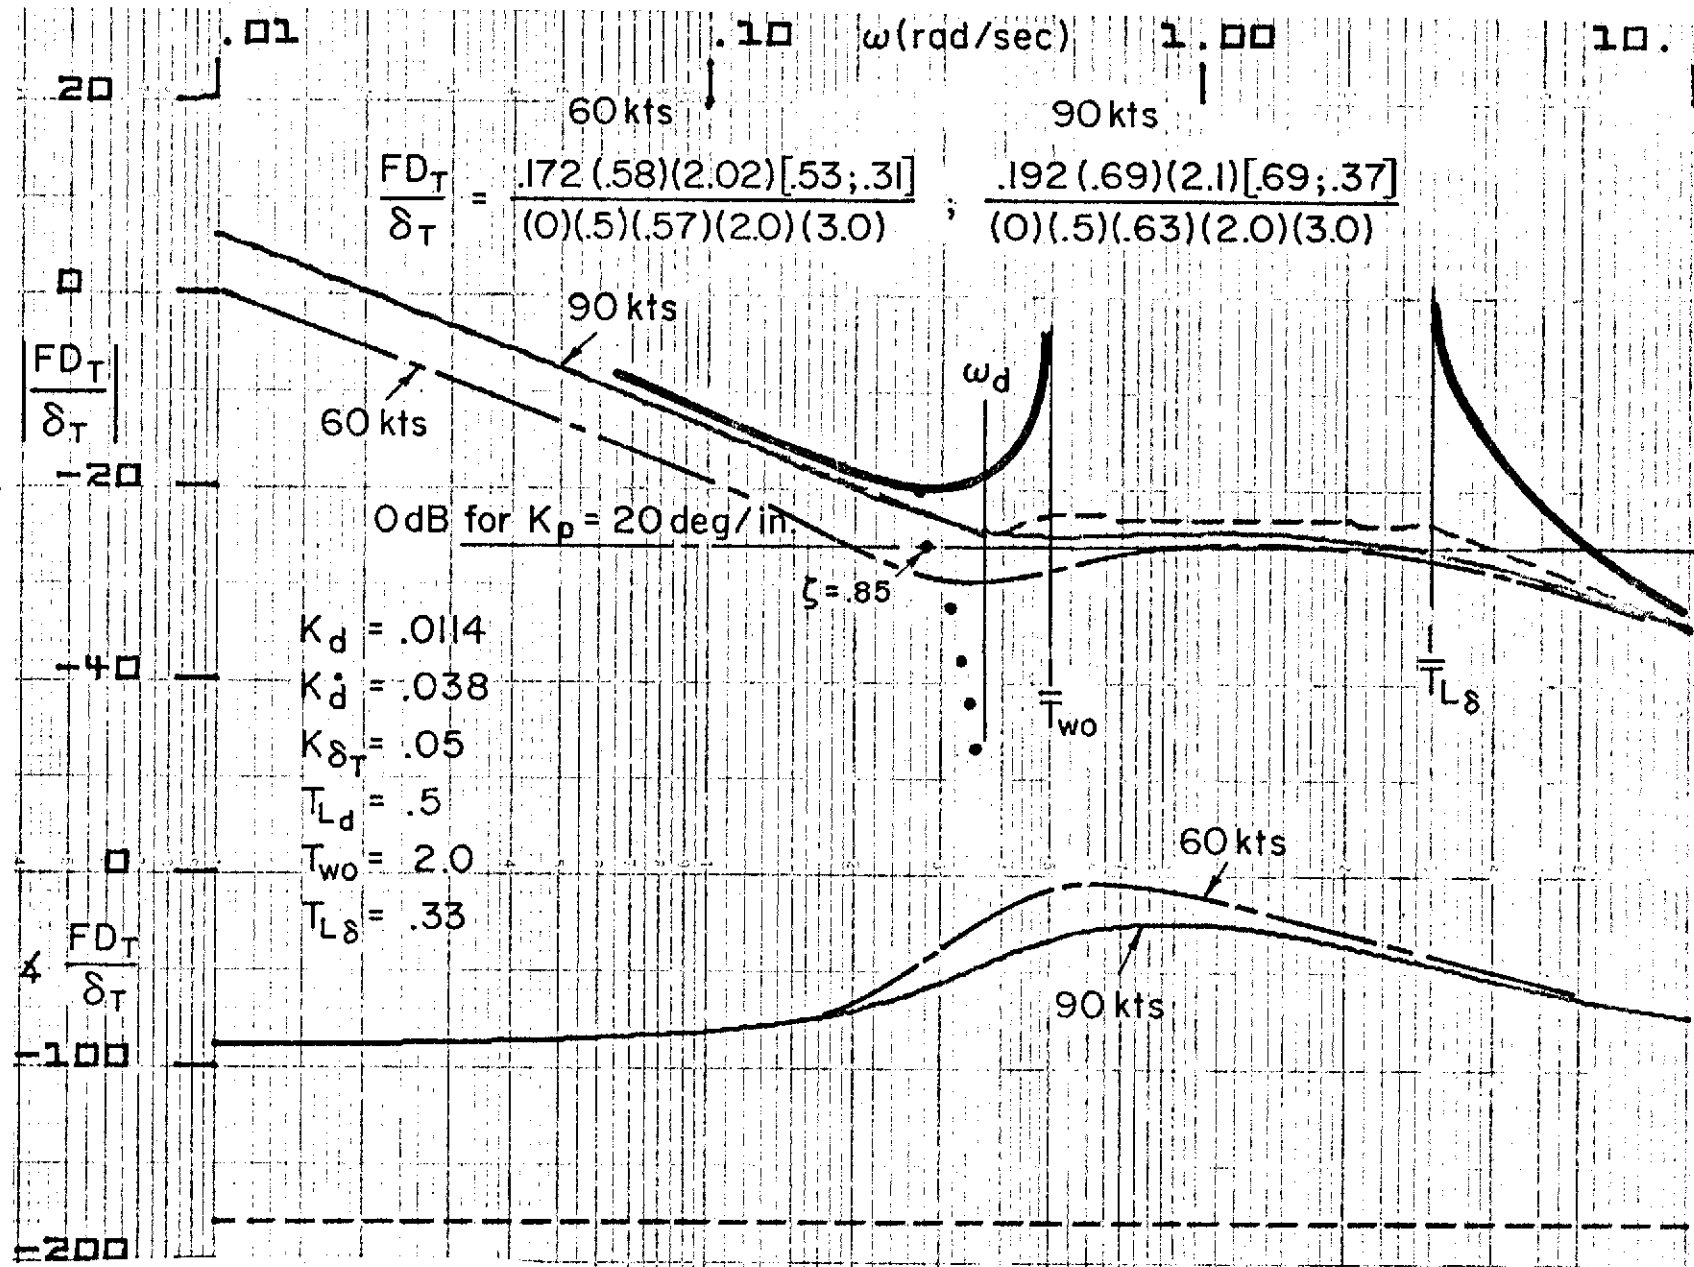 .01 .10 ω(rad/sec) 1.00 10.
20
60 kts 90 kts
FD_T/δ_T = .172(.58)(2.02)[.53;.31]/(0)(.5)(.57)(2.0)(3.0) ; .192(.69)(2.1)[.69;.37]/(0)(.5)(.63)(2.0)(3.0)
0
90 kts
|FD_T/δ_T|
60 kts
ω_d
-20
0 dB for K_p = 20 deg/in.
ζ = .85
K_d = .0114
-40
K_ḋ = .038
1/T_Lδ
1/T_wo
K_δ_T = .05
T_L_d = .5
T_wo = 2.0
T_Lδ = .33
0
60 kts
∡ FD_T/δ_T
90 kts
-100
-200